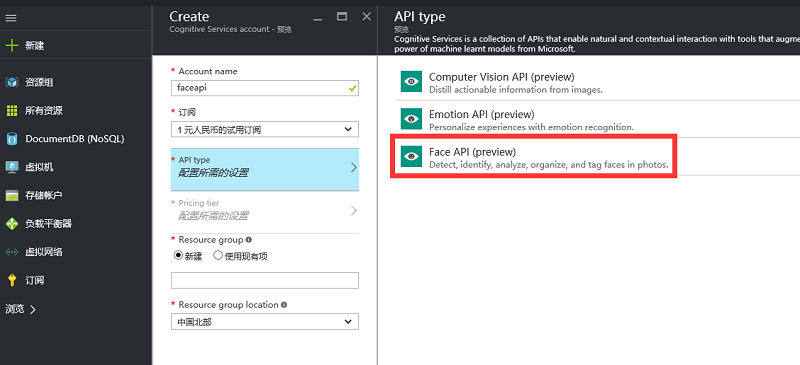 新建
资源组
所有资源
DocumentDB (NoSQL)
虚拟机
存储帐户
负载平衡器
虚拟网络
订阅
浏览
Create
Cognitive Services account - 预览
* Account name
faceapi
* 订阅
1 元人民币的试用订阅
* API type
配置所需的设置
* Pricing tier
配置所需的设置
* Resource group
新建 使用现有项
* Resource group location
中国北部
API type
预览
Cognitive Services is a collection of APIs that enable natural and contextual interaction with tools that augme
power of machine learnt models from Microsoft.
Computer Vision API (preview)
Distill actionable information from images.
Emotion API (preview)
Personalize experiences with emotion recognition.
Face API (preview)
Detect, identify, analyze, organize, and tag faces in photos.